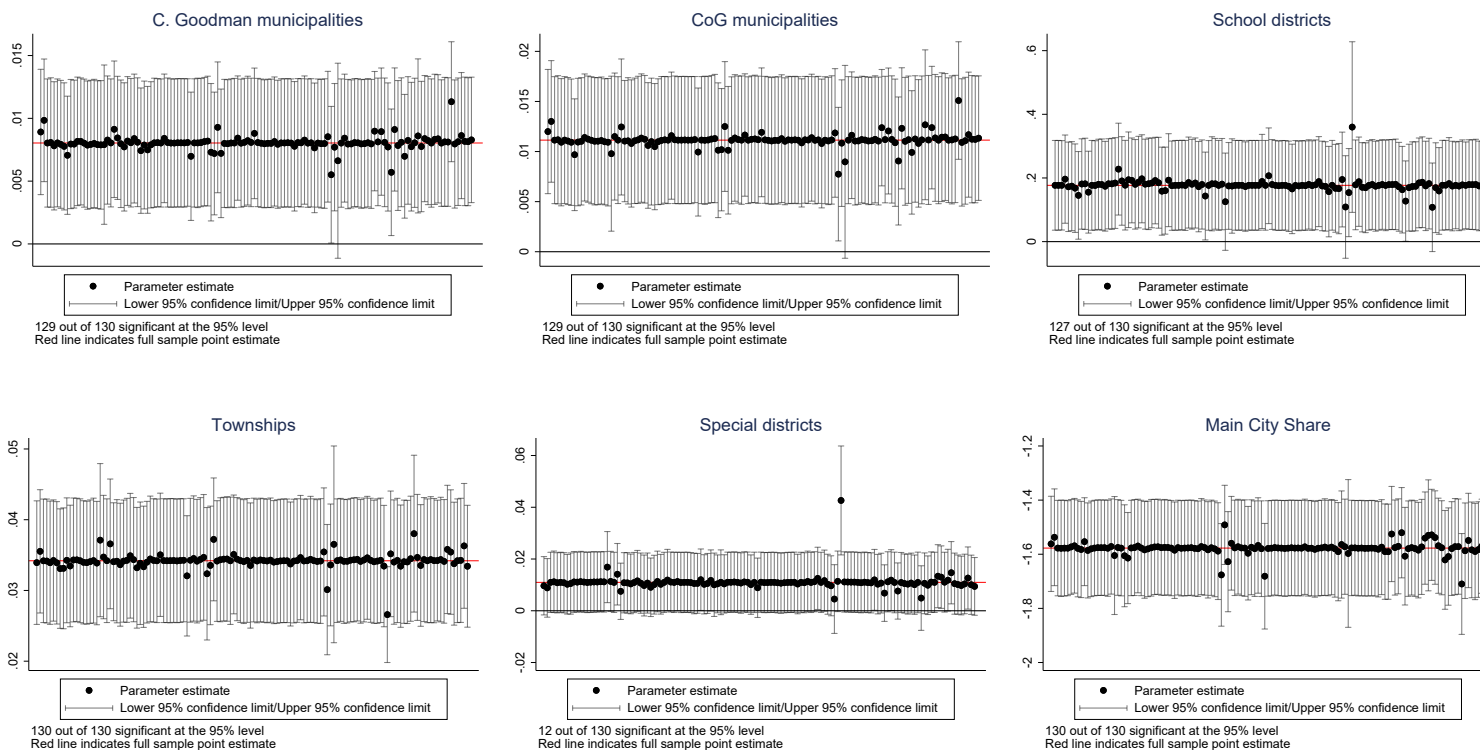 C. Goodman municipalities
.015
.01
.005
0
Parameter estimate
Lower 95% confidence limit/Upper 95% confidence limit
129 out of 130 significant at the 95% level
Red line indicates full sample point estimate
CoG municipalities
.02
.015
.01
.005
0
Parameter estimate
Lower 95% confidence limit/Upper 95% confidence limit
129 out of 130 significant at the 95% level
Red line indicates full sample point estimate
School districts
.6
.4
.2
0
Parameter estimate
Lower 95% confidence limit/Upper 95% confidence limit
127 out of 130 significant at the 95% level
Red line indicates full sample point estimate
Townships
.05
.04
.03
.02
Parameter estimate
Lower 95% confidence limit/Upper 95% confidence limit
130 out of 130 significant at the 95% level
Red line indicates full sample point estimate
Special districts
.06
.04
.02
0
-.02
Parameter estimate
Lower 95% confidence limit/Upper 95% confidence limit
12 out of 130 significant at the 95% level
Red line indicates full sample point estimate
Main City Share
-1.2
-1.4
-1.6
-1.8
-2
Parameter estimate
Lower 95% confidence limit/Upper 95% confidence limit
130 out of 130 significant at the 95% level
Red line indicates full sample point estimate